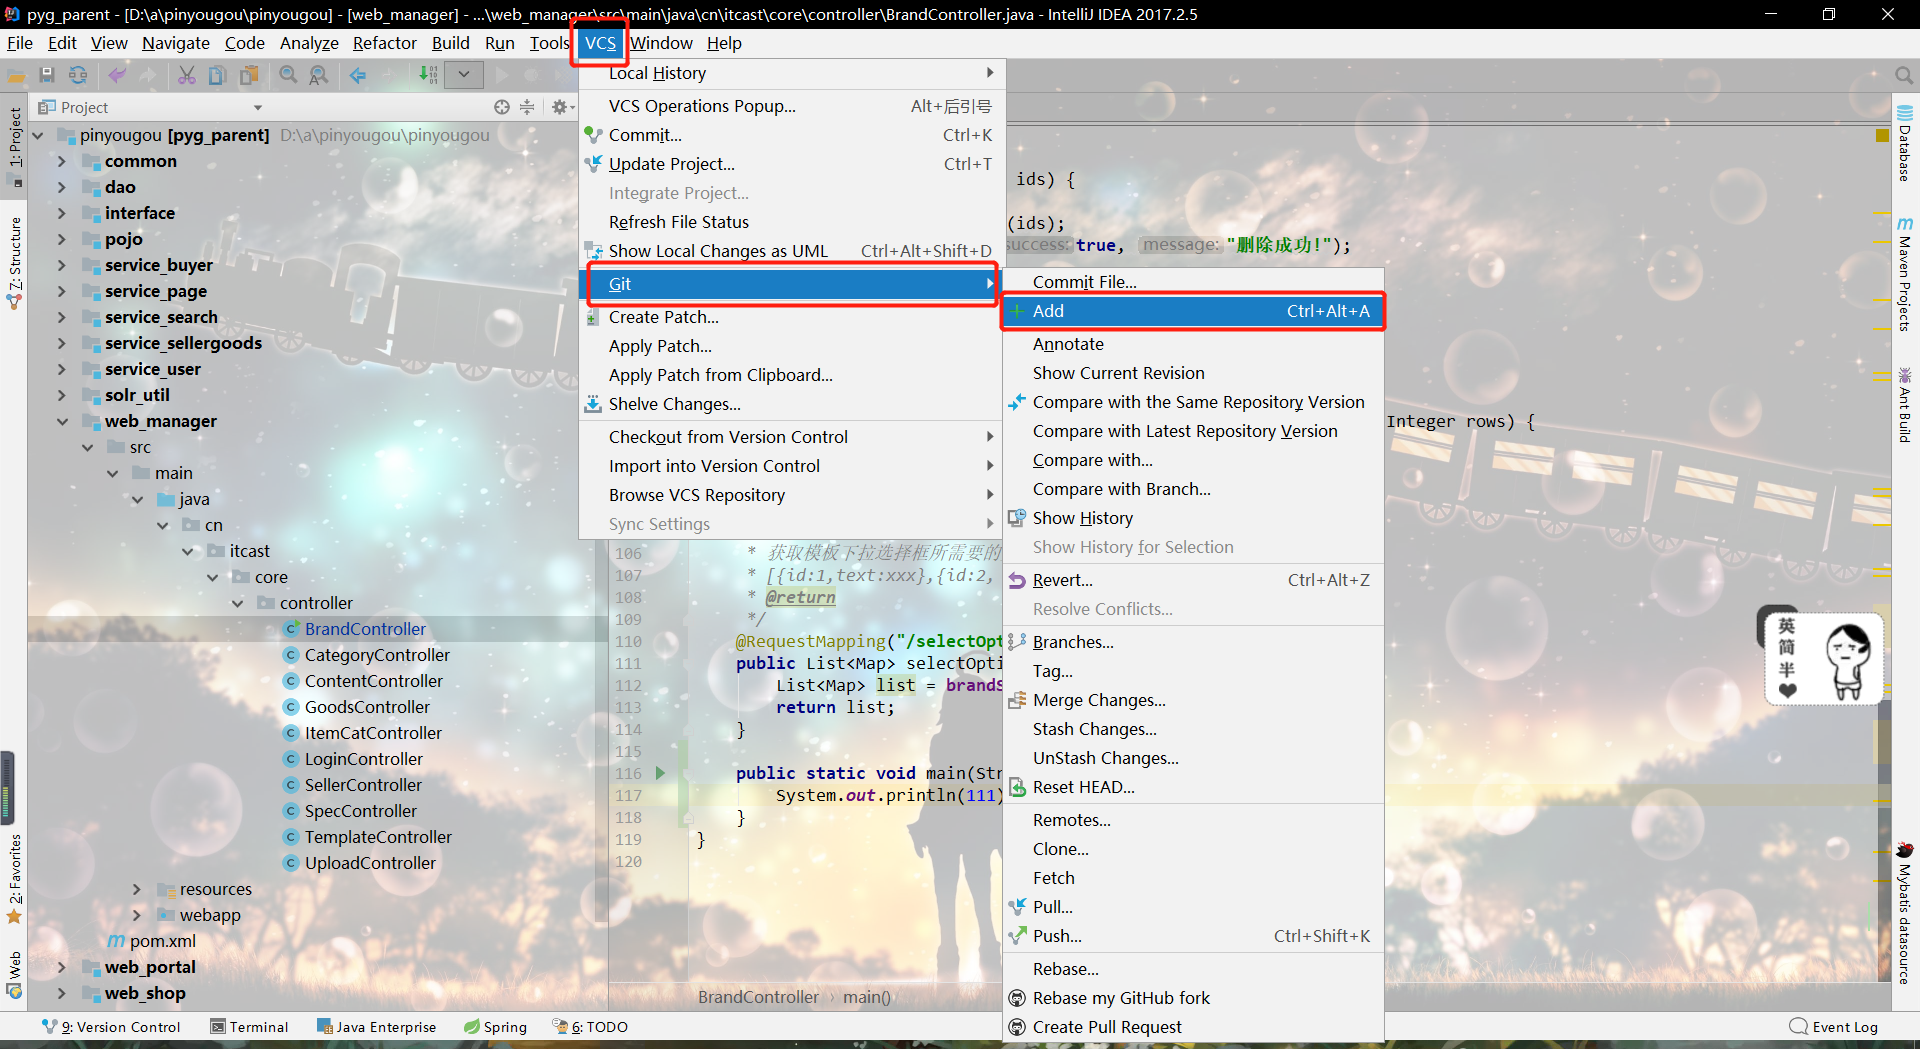 pyg_parent - [D:\a\pinyougou\pinyougou] - [web_manager] - ...\web_manager\src\main\java\cn\itcast\core\controller\BrandController.java - IntelliJ IDEA 2017.2.5
File Edit View Navigate Code Analyze Refactor Build Run Tools VCS Window Help
Project
1: Project
7: Structure
2: Favorites
Web
pinyougou [pyg_parent] D:\a\pinyougou\pinyougou
common
dao
interface
pojo
service_buyer
service_page
service_search
service_sellergoods
service_user
solr_util
web_manager
src
main
java
cn
itcast
core
controller
BrandController
CategoryController
ContentController
GoodsController
ItemCatController
LoginController
SellerController
SpecController
TemplateController
UploadController
resources
webapp
pom.xml
web_portal
web_shop
Local History
VCS Operations Popup... Alt+后引号
Commit... Ctrl+K
Update Project... Ctrl+T
Integrate Project...
Refresh File Status
Show Local Changes as UML Ctrl+Alt+Shift+D
Git
Create Patch...
Apply Patch...
Apply Patch from Clipboard...
Shelve Changes...
Checkout from Version Control
Import into Version Control
Browse VCS Repository
Sync Settings
Commit File...
Add Ctrl+Alt+A
Annotate
Show Current Revision
Compare with the Same Repository Version
Compare with Latest Repository Version
Compare with...
Compare with Branch...
Show History
Show History for Selection
Revert... Ctrl+Alt+Z
Resolve Conflicts...
Branches...
Tag...
Merge Changes...
Stash Changes...
UnStash Changes...
Reset HEAD...
Remotes...
Clone...
Fetch
Pull...
Push... Ctrl+Shift+K
Rebase...
Rebase my GitHub fork
Create Pull Request
ids) {
(ids);
success: true, message: "删除成功!");
Integer rows) {
106 * 获取模板下拉选择框所需要的
107 * [{id:1,text:xxx},{id:2,
108 * @return
109 */
110 @RequestMapping("/selectOpt
111 public List<Map> selectOpti
112 List<Map> list = brandS
113 return list;
114 }
115
116 public static void main(Str
117 System.out.println(111)
118 }
119 }
120
BrandController › main()
Database
Maven Projects
Ant Build
Mybatis datasource
英
简
半
9: Version Control Terminal Java Enterprise Spring 6: TODO Event Log